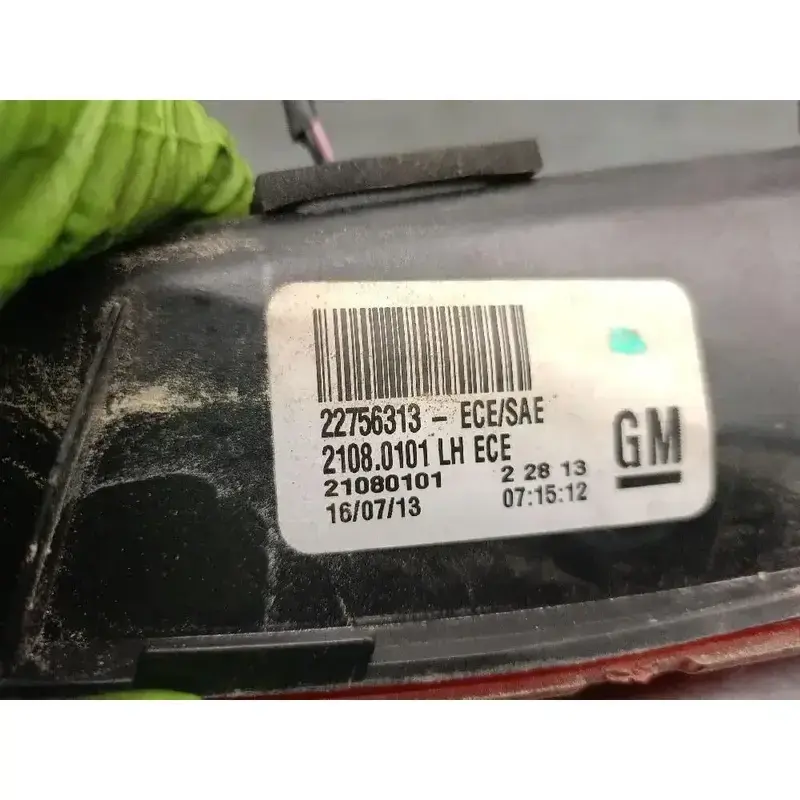 22756313 - ECE/SAE
2108.0101 LH ECE
21080101 2 28 13
16/07/13 07:15:12
GM